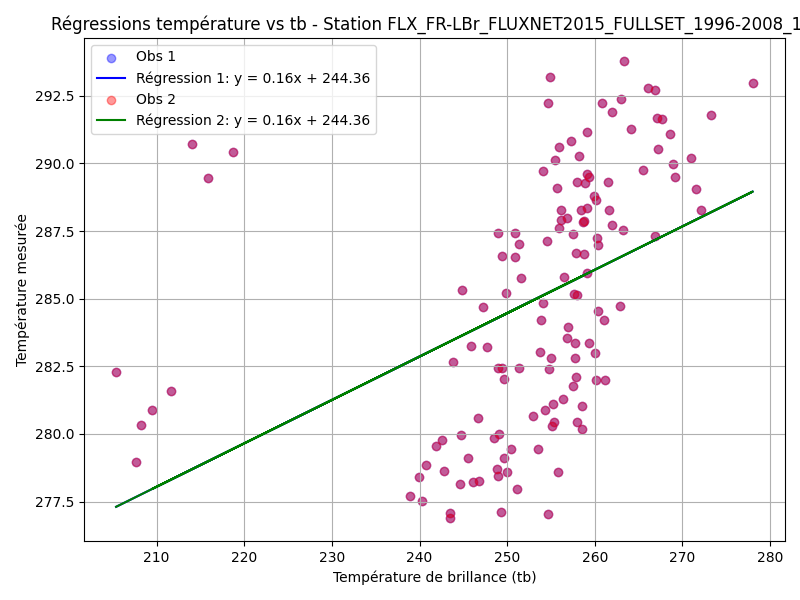 Régressions température vs tb - Station FLX_FR-LBr_FLUXNET2015_FULLSET_1996-2008_1
Obs 1
Régression 1: y = 0.16x + 244.36
Obs 2
Régression 2: y = 0.16x + 244.36
Température mesurée
292.5
290.0
287.5
285.0
282.5
280.0
277.5
210 220 230 240 250 260 270 280
Température de brillance (tb)